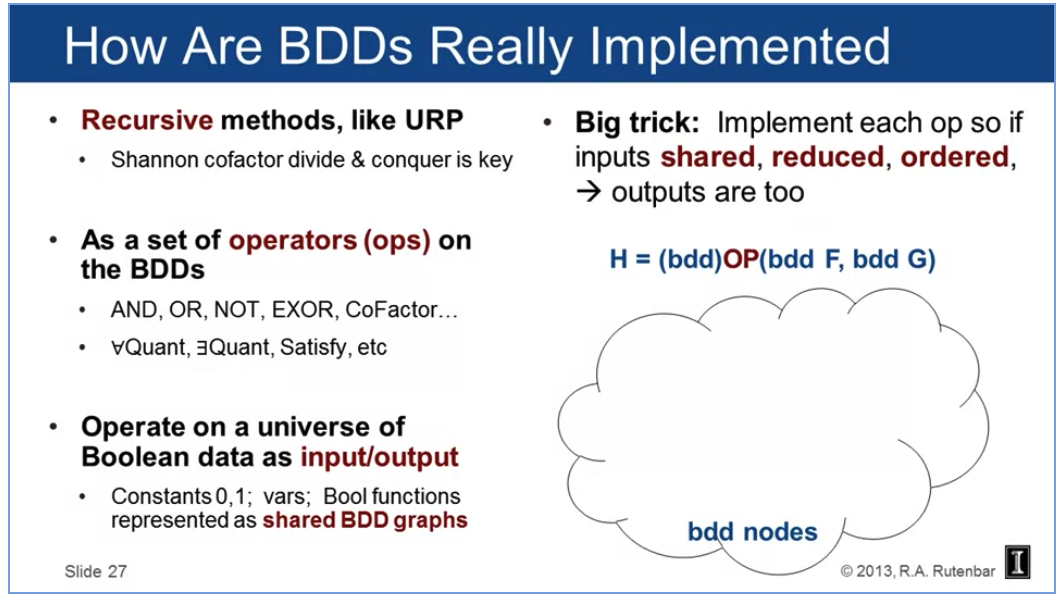 How Are BDDs Really Implemented
• Recursive methods, like URP
• Shannon cofactor divide & conquer is key
• As a set of operators (ops) on
the BDDs
• AND, OR, NOT, EXOR, CoFactor…
• ∀Quant, ∃Quant, Satisfy, etc
• Operate on a universe of
Boolean data as input/output
• Constants 0,1; vars; Bool functions
represented as shared BDD graphs
• Big trick: Implement each op so if
inputs shared, reduced, ordered,
→ outputs are too
H = (bdd)OP(bdd F, bdd G)
bdd nodes
Slide 27
© 2013, R.A. Rutenbar
I